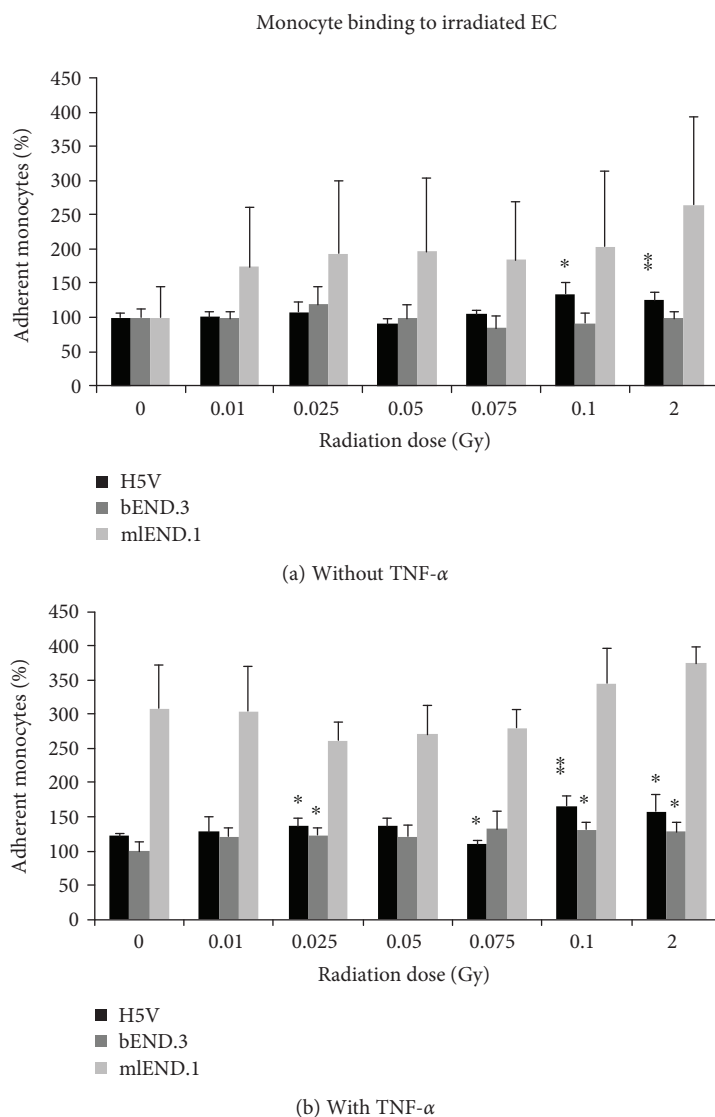 Monocyte binding to irradiated EC
450
400
350
300
250
200
150
100
50
0
Adherent monocytes (%)
*
**
0 0.01 0.025 0.05 0.075 0.1 2
Radiation dose (Gy)
H5V
bEND.3
mlEND.1
(a) Without TNF-α
450
400
350
300
250
200
150
100
50
0
Adherent monocytes (%)
* * * ** * * *
0 0.01 0.025 0.05 0.075 0.1 2
Radiation dose (Gy)
H5V
bEND.3
mlEND.1
(b) With TNF-α